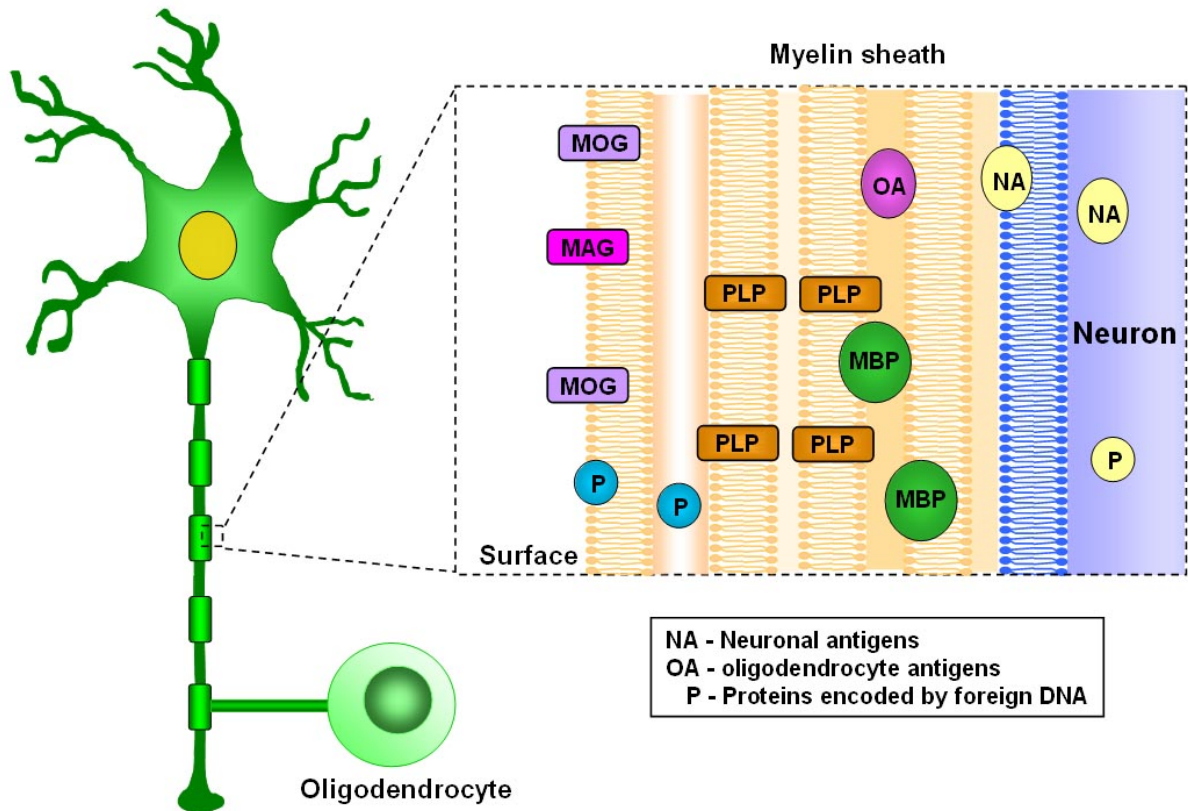 Myelin sheath
MOG
OA
NA
NA
MAG
PLP
PLP
Neuron
MBP
MOG
PLP
PLP
P
P
P
MBP
Surface
NA - Neuronal antigens
OA - oligodendrocyte antigens
P - Proteins encoded by foreign DNA
Oligodendrocyte